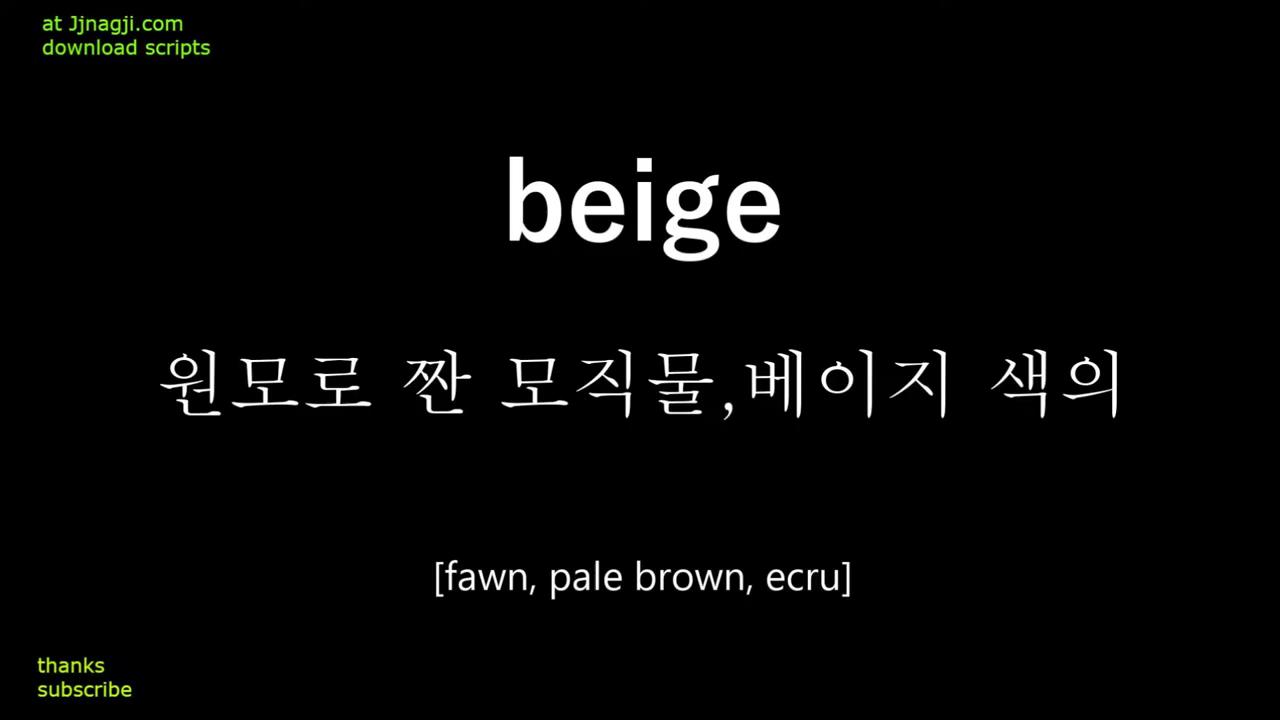 at Jjnagji.com
download scripts
beige
원모로 짠 모직물,베이지 색의
[fawn, pale brown, ecru]
thanks
subscribe